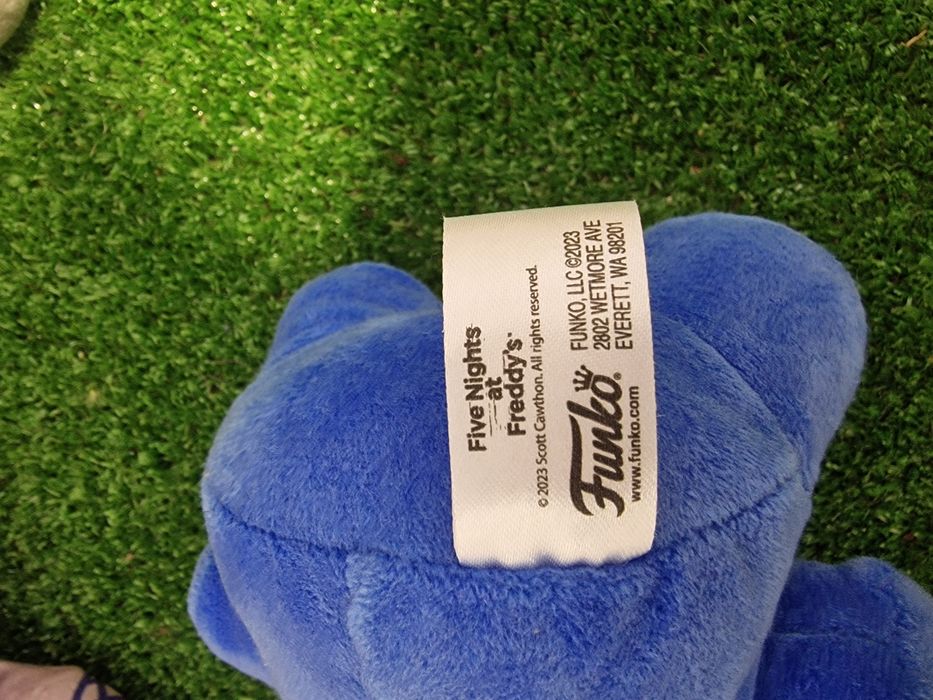 Five Nights
at
Freddy's™
© 2023 Scott Cawthon. All rights reserved.
Funko®
www.funko.com
FUNKO, LLC ©2023
2802 WETMORE AVE
EVERETT, WA 98201